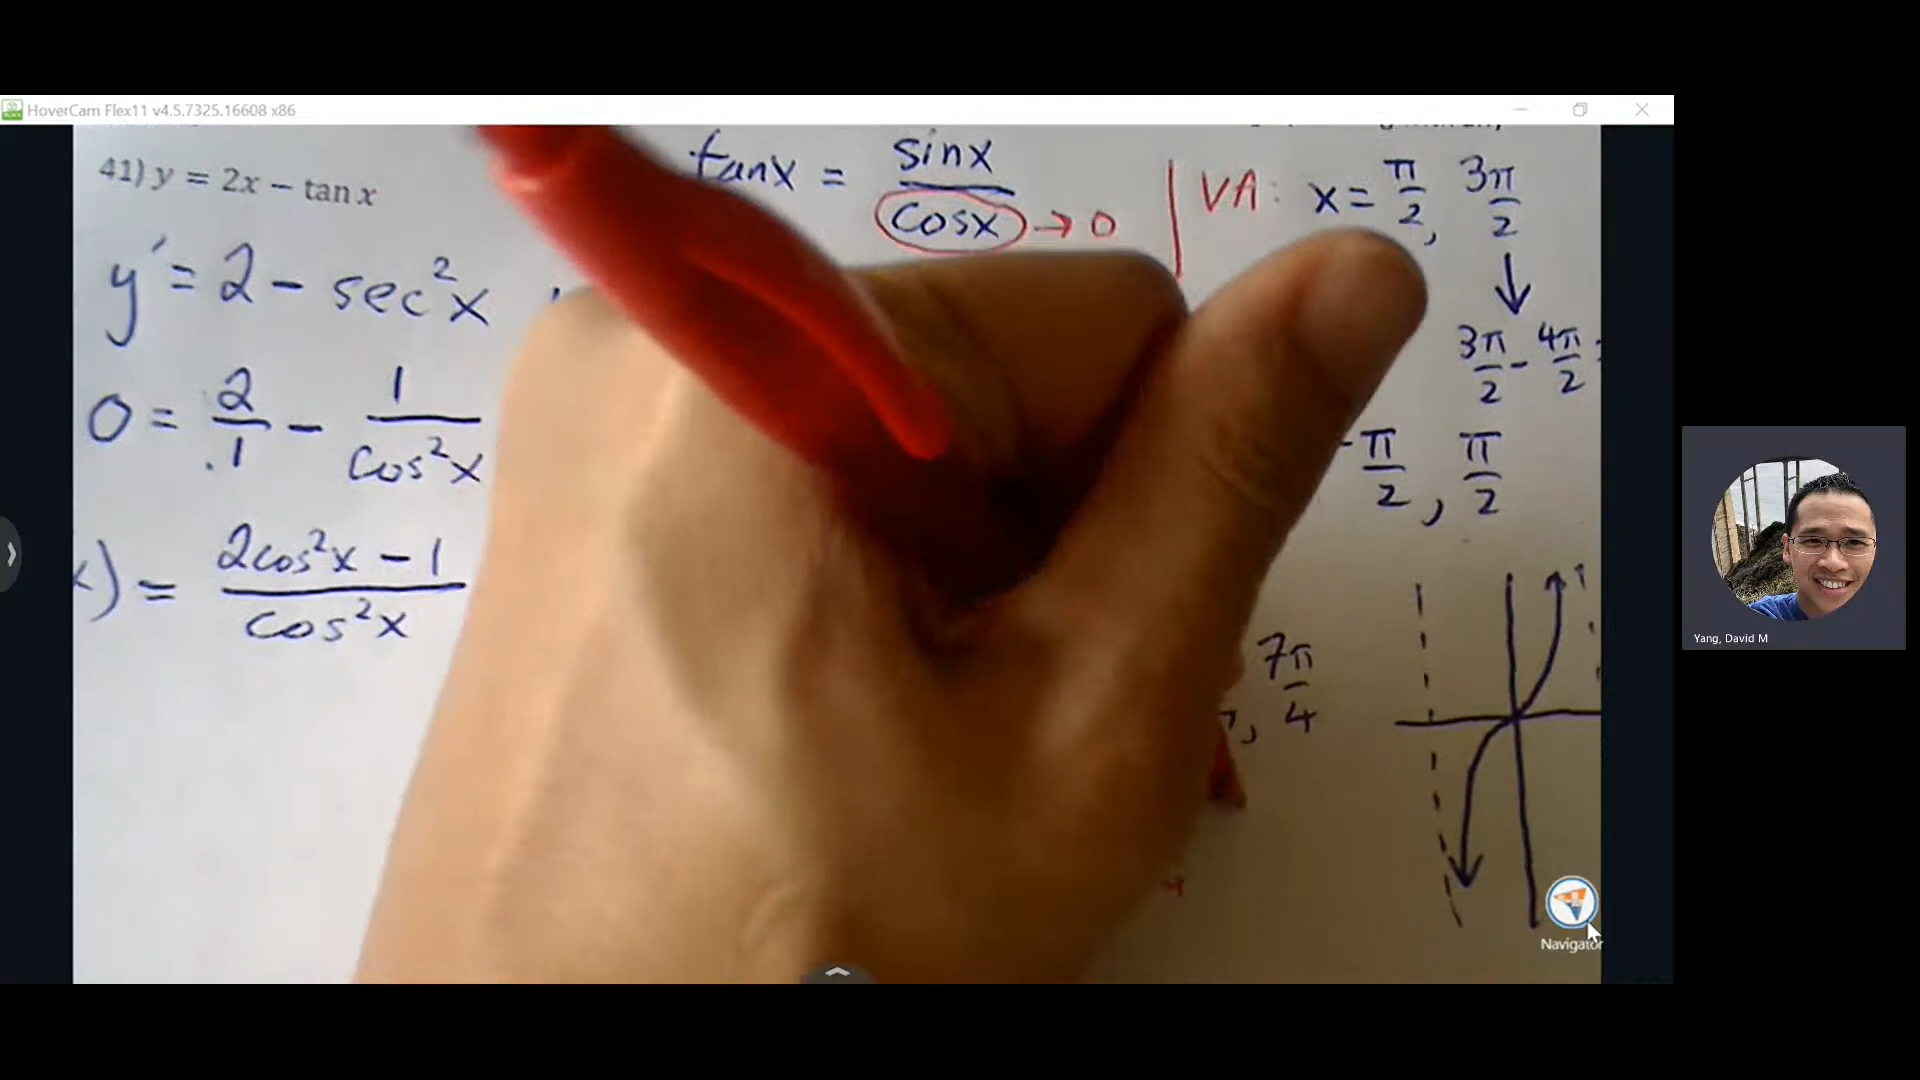 HoverCam Flex11 v4.5.7325.16608 x86
41) y = 2x − tan x
tanx = sinx / cosx → 0
VA: x = π/2, 3π/2
↓
y' = 2 − sec²x
3π/2 − 4π/2
0 = 2/1 − 1/cos²x
-π/2, π/2
x) = (2cos²x − 1) / cos²x
, 7π/4
Navigator
Yang, David M